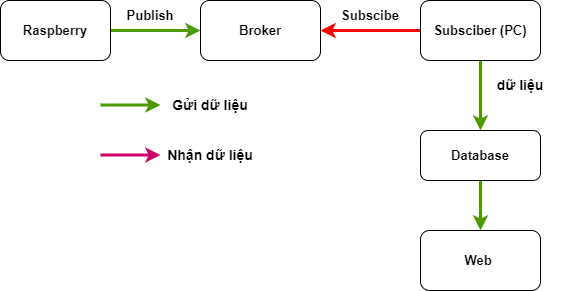 Publish
Subscibe
Raspberry
Broker
Subsciber (PC)
dữ liệu
Gửi dữ liệu
Nhận dữ liệu
Database
Web